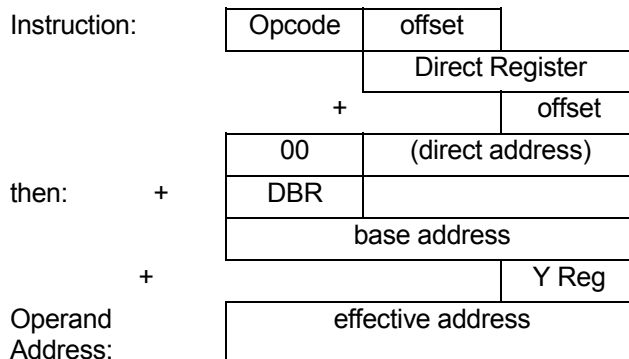 Instruction: Opcode offset
Direct Register
+ offset
00 (direct address)
then: + DBR
base address
+ Y Reg
Operand effective address
Address: